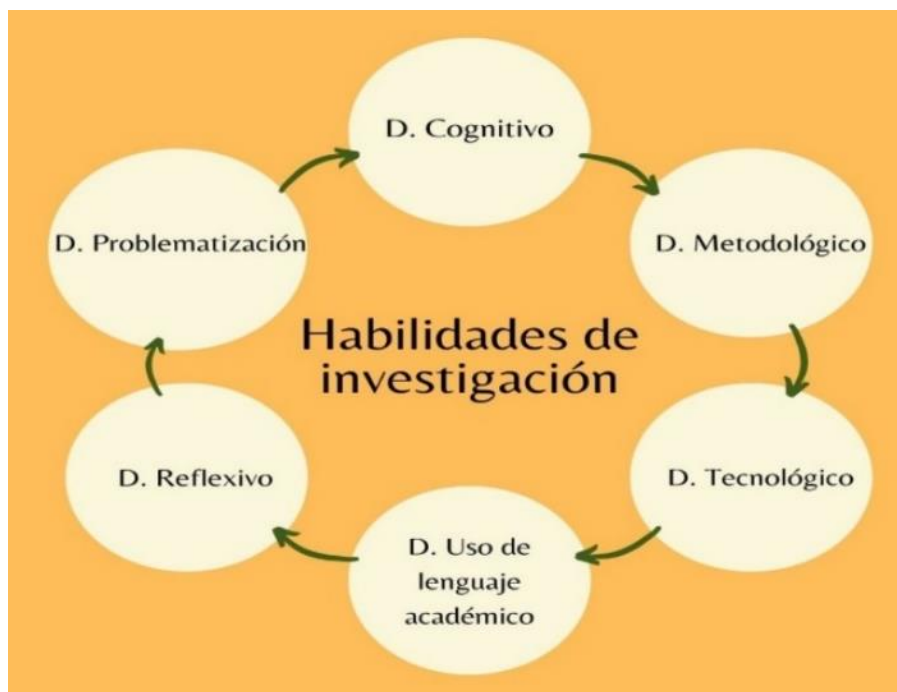 D. Cognitivo
D. Problematización
D. Metodológico
Habilidades de
investigación
D. Reflexivo
D. Tecnológico
D. Uso de
lenguaje
académico